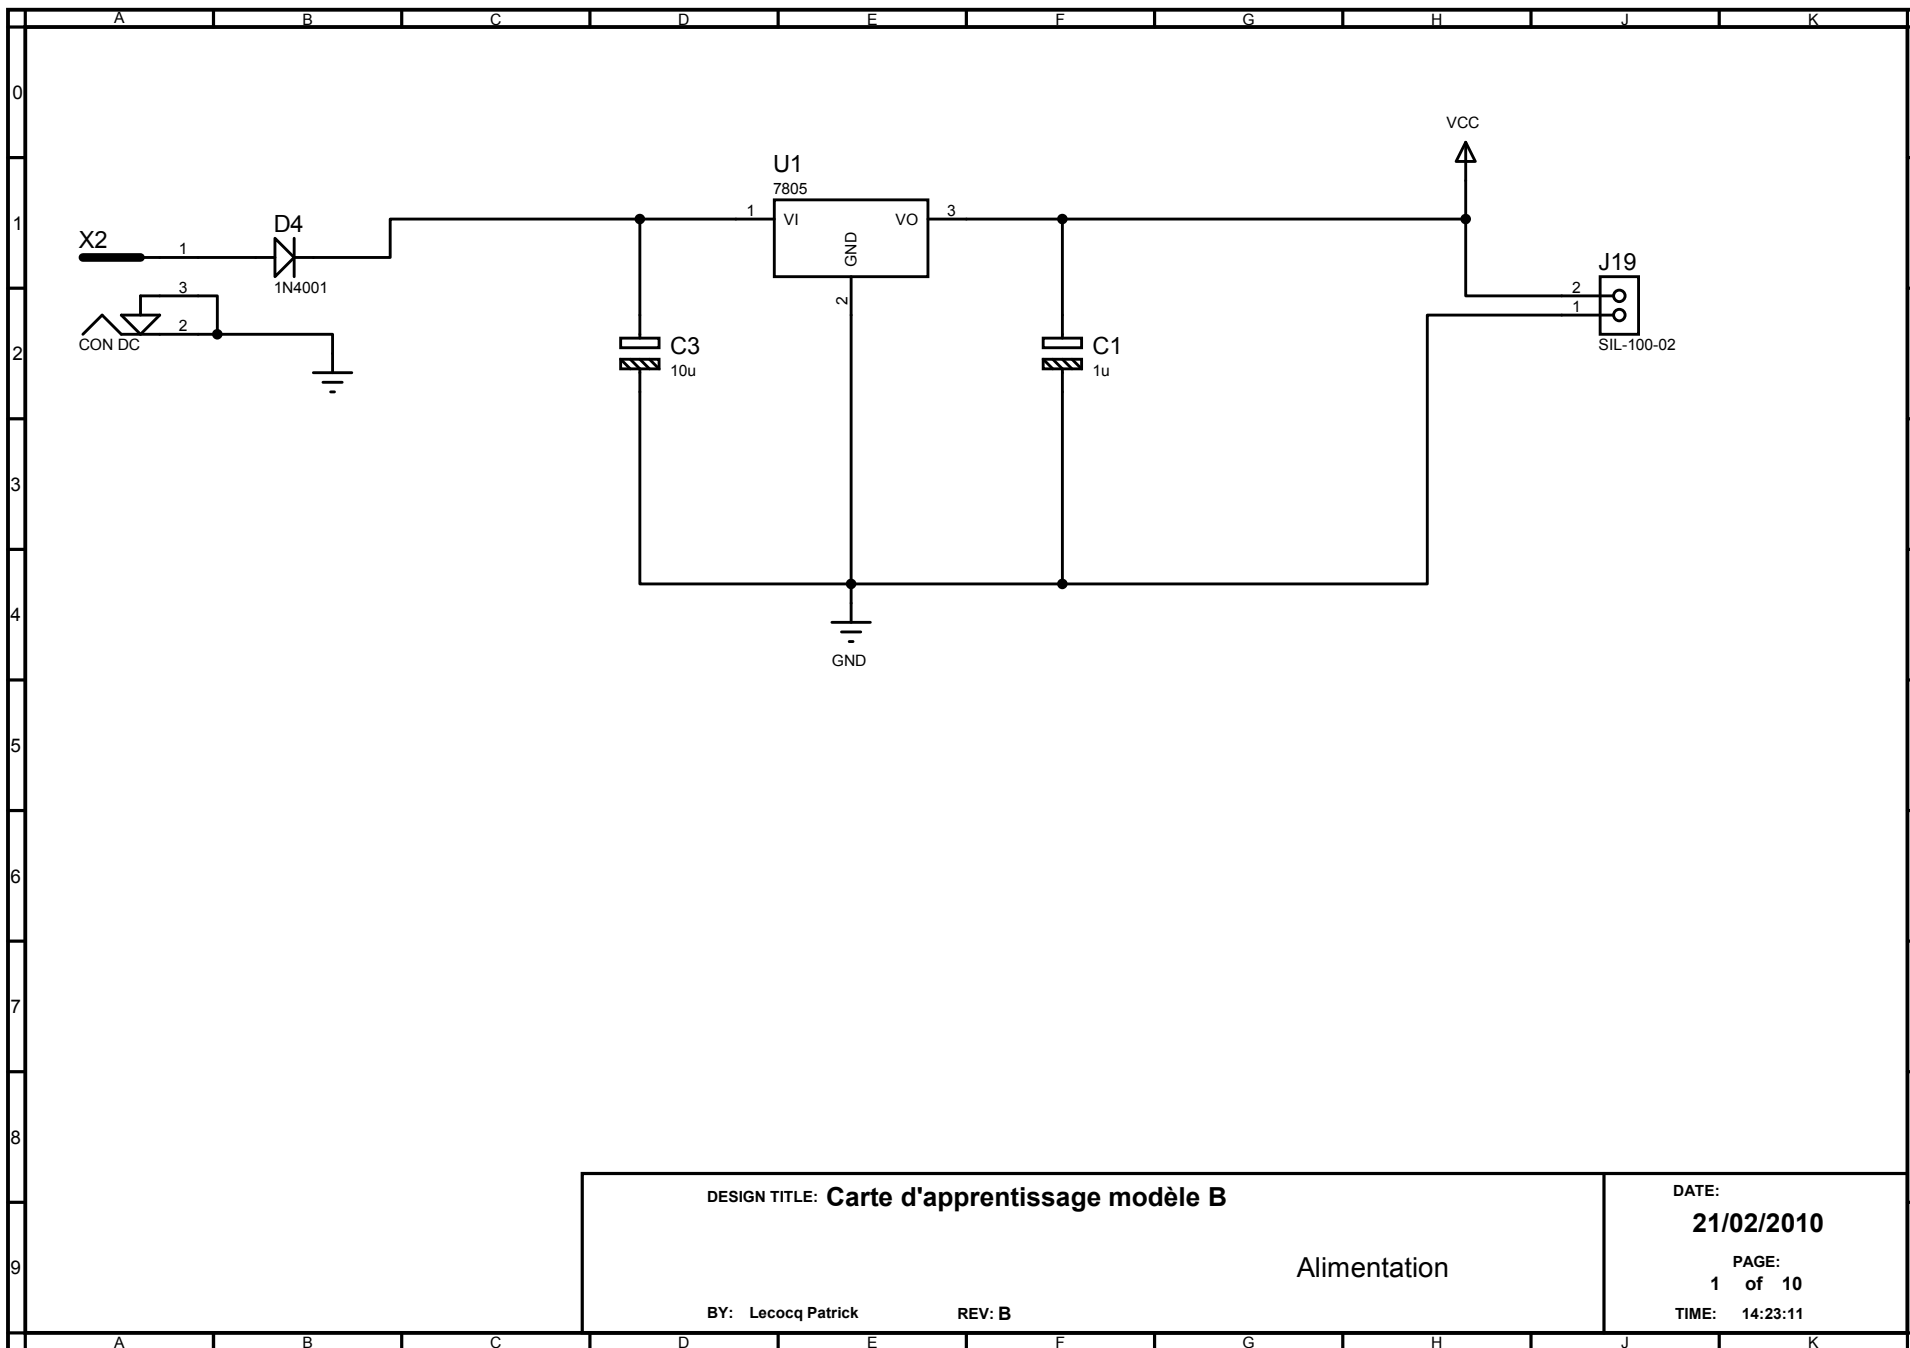 A B C D E F G H J K
0
1
2
3
4
5
6
7
8
9
X2
1
3
2
CON DC
D4
1N4001
C3
10u
U1
7805
1 VI VO 3
GND
2
GND
C1
1u
VCC
J19
2
1
SIL-100-02
DESIGN TITLE: Carte d'apprentissage modèle B
Alimentation
BY: Lecocq Patrick REV: B
DATE:
21/02/2010
PAGE:
1 of 10
TIME: 14:23:11
A B C D E F G H J K